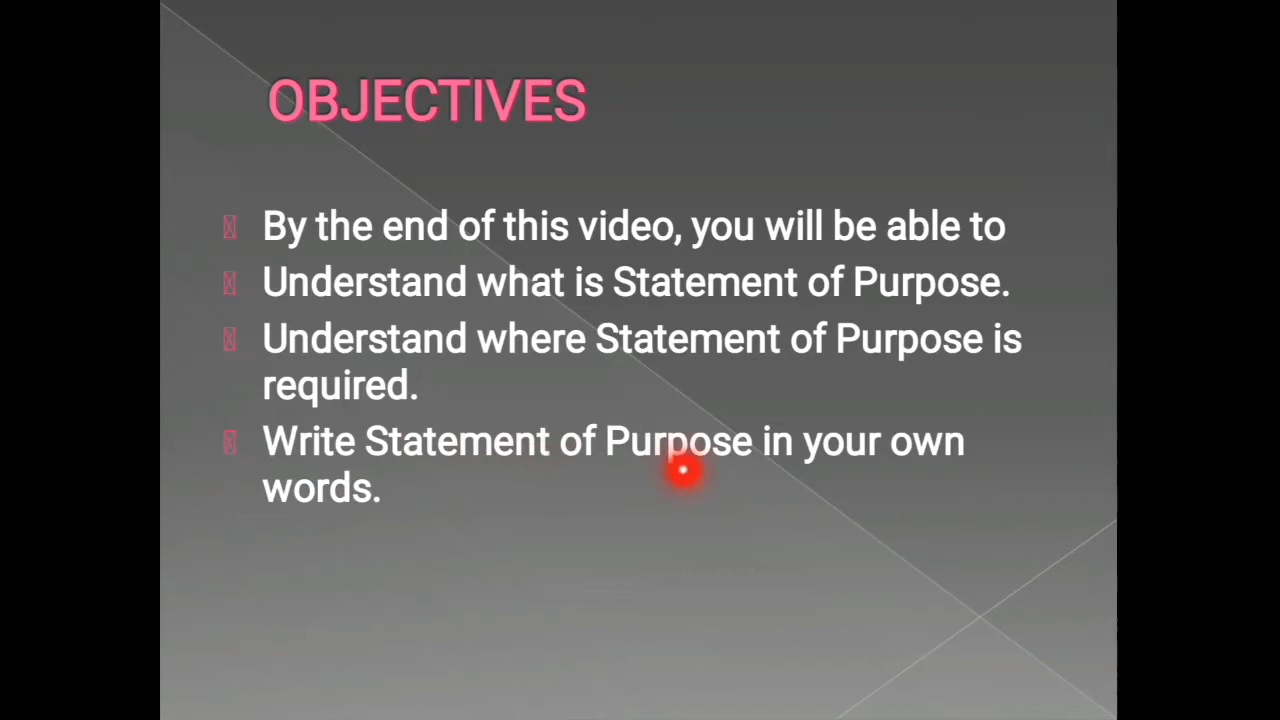 OBJECTIVES
By the end of this video, you will be able to
Understand what is Statement of Purpose.
Understand where Statement of Purpose is
required.
Write Statement of Purpose in your own
words.